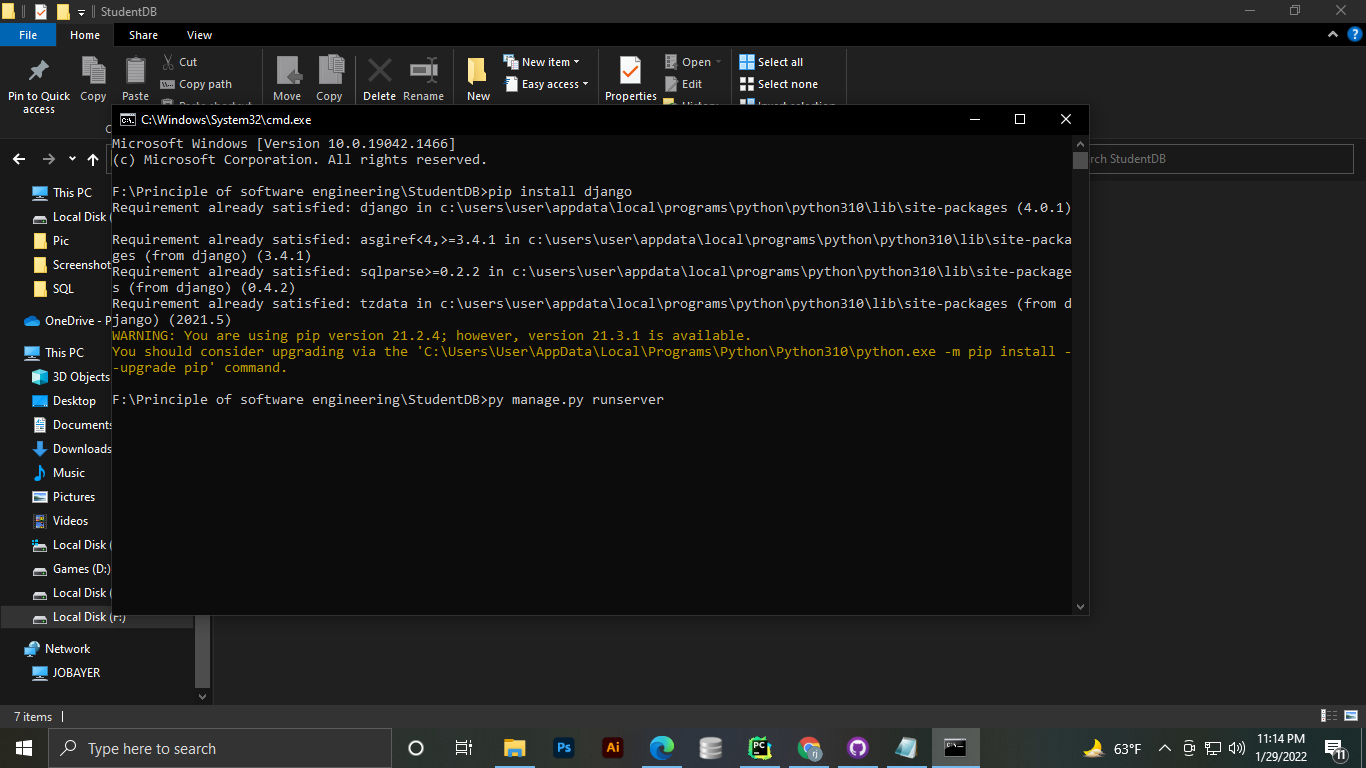 StudentDB
File Home Share View
Cut
Copy path
New item
Easy access
Open
Edit
Select all
Select none
Pin to Quick access
Copy
Paste
Move
Copy
Delete
Rename
New
Properties
C:\Windows\System32\cmd.exe
Microsoft Windows [Version 10.0.19042.1466]
(c) Microsoft Corporation. All rights reserved.
F:\Principle of software engineering\StudentDB>pip install django
Requirement already satisfied: django in c:\users\user\appdata\local\programs\python\python310\lib\site-packages (4.0.1)
Requirement already satisfied: asgiref<4,>=3.4.1 in c:\users\user\appdata\local\programs\python\python310\lib\site-packa
ges (from django) (3.4.1)
Requirement already satisfied: sqlparse>=0.2.2 in c:\users\user\appdata\local\programs\python\python310\lib\site-package
s (from django) (0.4.2)
Requirement already satisfied: tzdata in c:\users\user\appdata\local\programs\python\python310\lib\site-packages (from d
jango) (2021.5)
WARNING: You are using pip version 21.2.4; however, version 21.3.1 is available.
You should consider upgrading via the 'C:\Users\User\AppData\Local\Programs\Python\Python310\python.exe -m pip install -
-upgrade pip' command.
F:\Principle of software engineering\StudentDB>py manage.py runserver
rch StudentDB
This PC
Local Disk (
Pic
Screenshot
SQL
OneDrive - P
This PC
3D Objects
Desktop
Documents
Downloads
Music
Pictures
Videos
Local Disk (
Games (D:)
Local Disk (
Local Disk (F:)
Network
JOBAYER
7 items
Type here to search
Ps
Ai
PC
rj
63°F
11:14 PM
1/29/2022
11